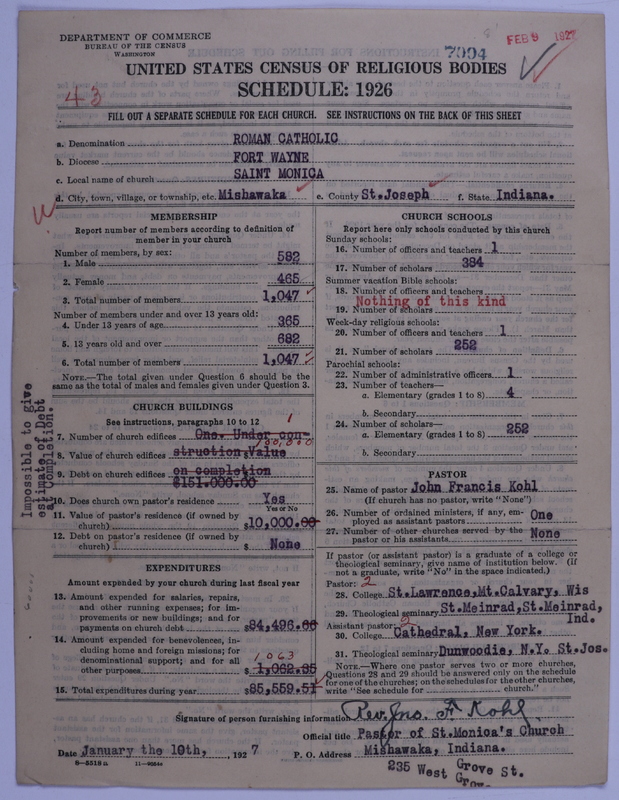 DEPARTMENT OF COMMERCE
BUREAU OF THE CENSUS
WASHINGTON
7094
FEB 9 1927
UNITED STATES CENSUS OF RELIGIOUS BODIES
43
SCHEDULE: 1926
FILL OUT A SEPARATE SCHEDULE FOR EACH CHURCH. SEE INSTRUCTIONS ON THE BACK OF THIS SHEET
a. Denomination ROMAN CATHOLIC
b. Diocese FORT WAYNE
c. Local name of church SAINT MONICA
d. City, town, village, or township, etc. Mishawaka e. County St.Joseph f. State Indiana.
MEMBERSHIP
Report number of members according to definition of
member in your church
Number of members, by sex:
1. Male 582
2. Female 465
3. Total number of members 1,047
Number of members under and over 13 years old:
4. Under 13 years of age 365
5. 13 years old and over 682
6. Total number of members 1,047
NOTE.—The total given under Question 6 should be the
same as the total of males and females given under Question 3.
CHURCH BUILDINGS
See instructions, paragraphs 10 to 12
1
7. Number of church edifices One. Under con-
150,000
8. Value of church edifices struction;Value
9. Debt on church edifices on completion
$151.000.00
Impossible to give
estimate of Debt
at Completion.
10. Does church own pastor's residence Yes
Yes or No
11. Value of pastor's residence (if owned by
church) $10,000.00
12. Debt on pastor's residence (if owned by
church) $ None
EXPENDITURES
Amount expended by your church during last fiscal year
13. Amount expended for salaries, repairs,
and other running expenses; for im-
provements or new buildings; and for
payments on church debt $84,496.66
14. Amount expended for benevolences, in-
cluding home and foreign missions; for
denominational support; and for all
1063
other purposes $1,062.85
15. Total expenditures during year $85,559.51
CHURCH SCHOOLS
Report here only schools conducted by this church
Sunday schools:
16. Number of officers and teachers 1
17. Number of scholars 384
Summer vacation Bible schools:
18. Number of officers and teachers
Nothing of this kind
19. Number of scholars
Week-day religious schools:
20. Number of officers and teachers 1
21. Number of scholars 252
Parochial schools:
22. Number of administrative officers 1
23. Number of teachers—
a. Elementary (grades 1 to 8) 4
b. Secondary
24. Number of scholars—
a. Elementary (grades 1 to 8) 252
b. Secondary
PASTOR
25. Name of pastor John Francis Kohl
(If church has no pastor, write "None")
26. Number of ordained ministers, if any, em-
ployed as assistant pastors One
27. Number of other churches served by the
pastor or his assistants None
If pastor (or assistant pastor) is a graduate of a college or
theological seminary, give name of institution below. (if
not a graduate, write "No" in the space indicated.)
Pastor: 2
28. College St.Lawrence,Mt.Calvary, Wis
29. Theological seminary St.Meinrad,St.Meinrad,
Ind.
Assistant pastor: 2
30. College Cathedral, New York.
31. Theological seminary Dunwoodie, N.Y. St.Jos.
NOTE.—Where one pastor serves two or more churches,
Questions 28 and 29 should be answered only on the schedule
for one of the churches; on the schedules for the other churches,
write "See schedule for church."
Signature of person furnishing information Rev. Jno. F Kohl
Official title Pastor of St.Monica's Church
Date January the 10th, 1927 P. O. Address Mishawaka, Indiana.
8—5518 a
235 West Grove St.